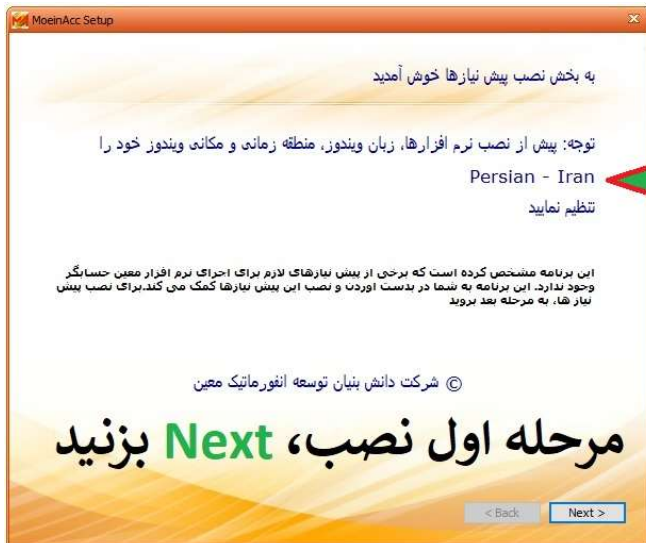 MoeinAcc Setup
به بخش نصب پیش نیازها خوش آمدید
توجه: پیش از نصب نرم افزارها، زبان ویندوز، منطقه زمانی و مکانی ویندوز خود را
Persian - Iran
تنظیم نمایید
این برنامه مشخص کرده است که برخی از پیش نیازهای لازم برای اجرای نرم افزار معین حسابگر
وجود ندارد. این برنامه به شما در بدست اوردن و نصب این پیش نیازها کمک می کند.برای نصب پیش
نیاز ها، به مرحله بعد بروید
© شرکت دانش بنیان توسعه انفورماتیک معین
مرحله اول نصب، Next بزنید
< Back
Next >